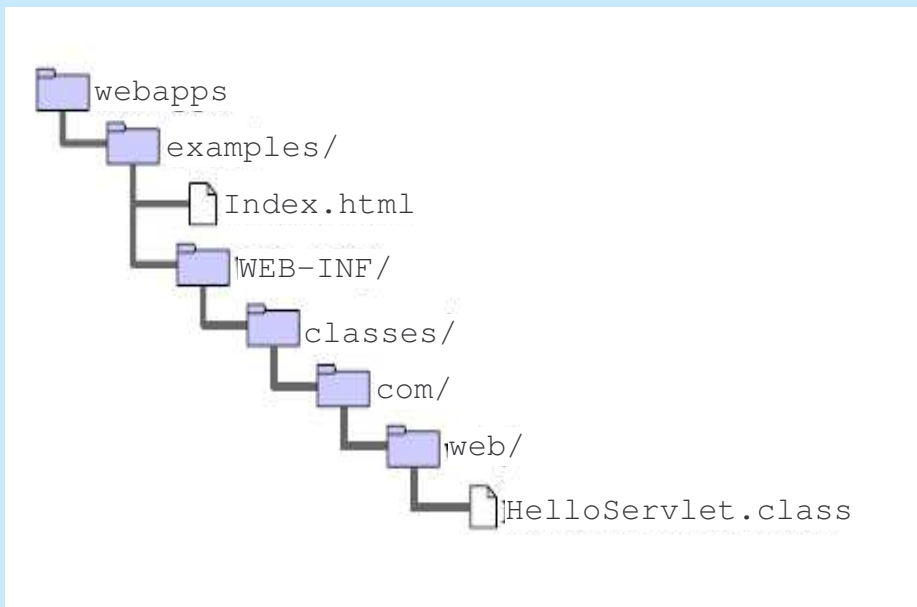 webapps
examples/
Index.html
WEB-INF/
classes/
com/
web/
HelloServlet.class